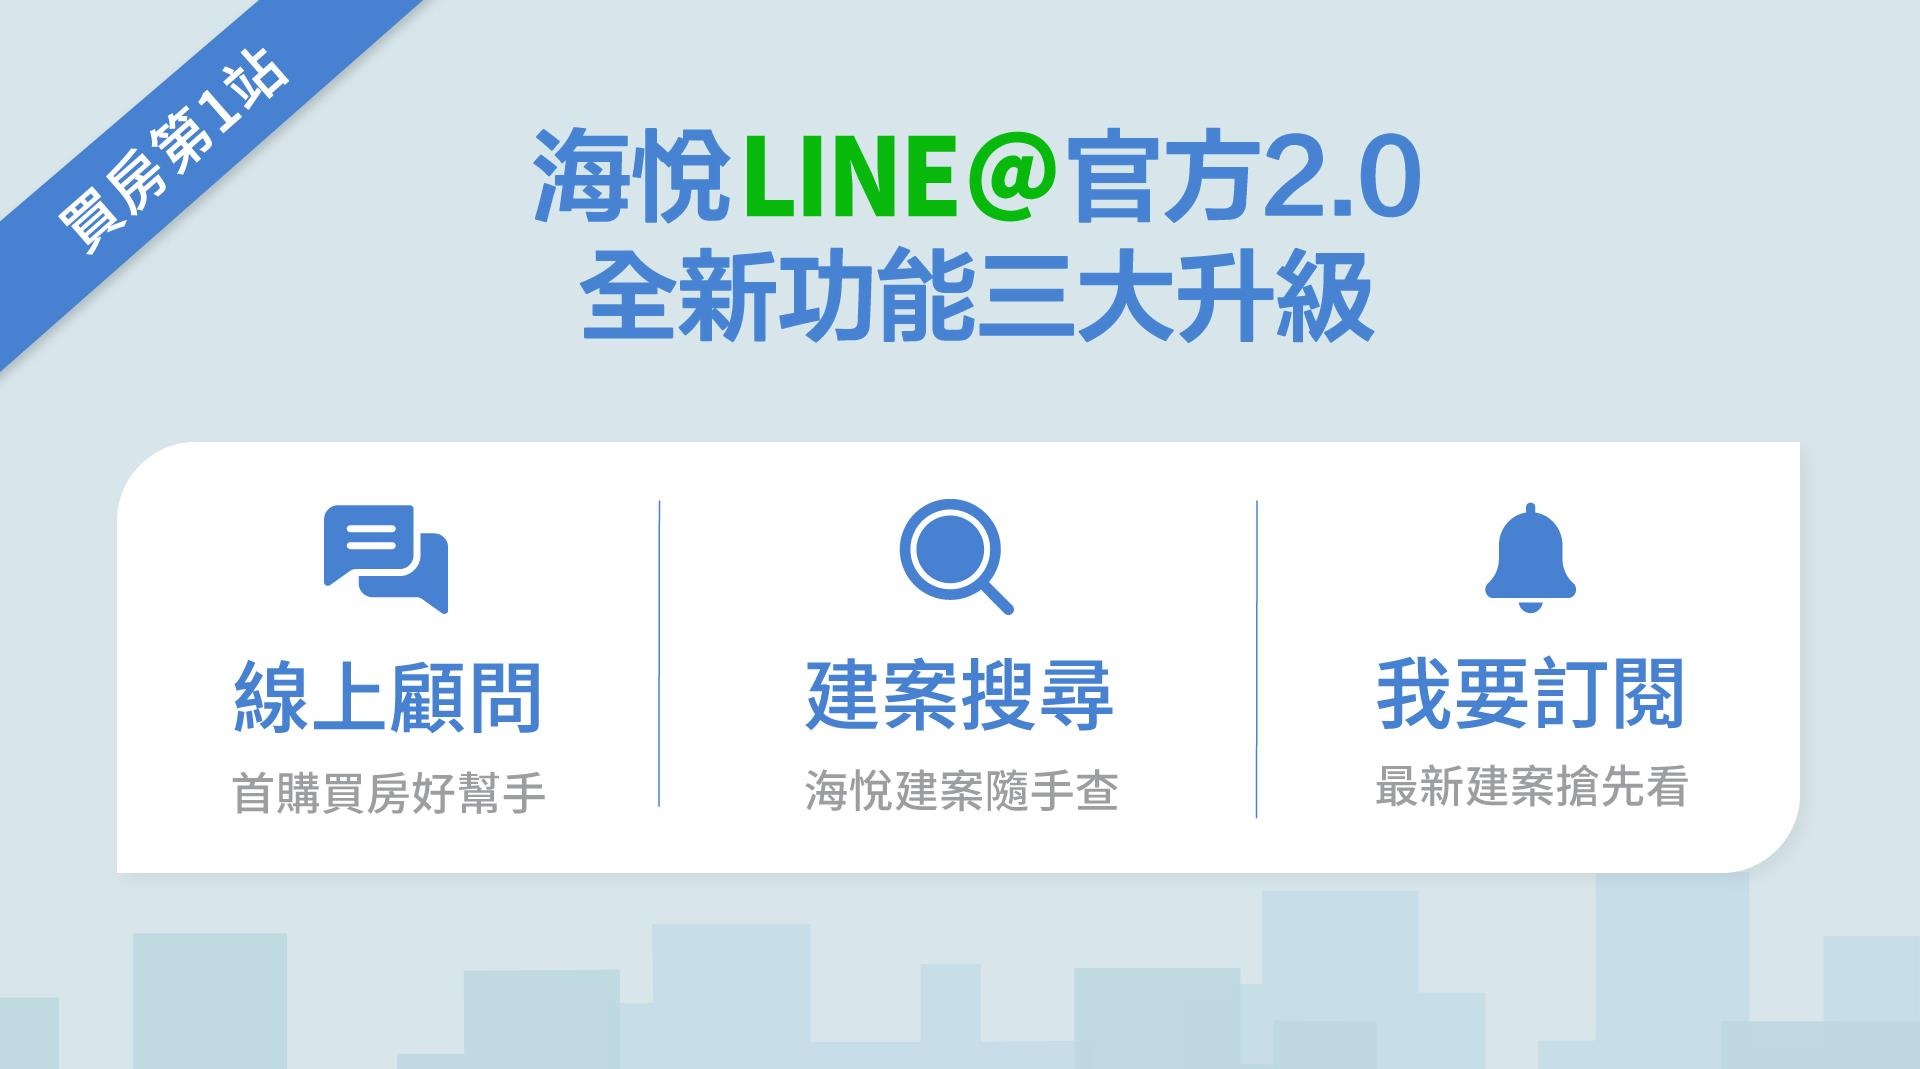 買房第1站
海悅LINE@官方2.0
全新功能三大升級
線上顧問
首購買房好幫手
建案搜尋
海悅建案隨手查
我要訂閱
最新建案搶先看